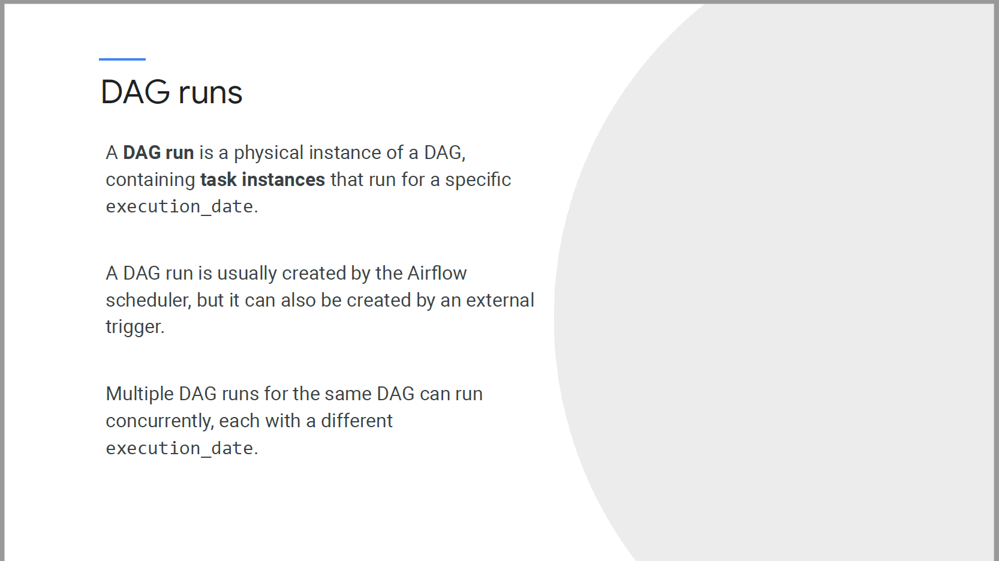 DAG runs
A DAG run is a physical instance of a DAG,
containing task instances that run for a specific
execution_date.
A DAG run is usually created by the Airflow
scheduler, but it can also be created by an external
trigger.
Multiple DAG runs for the same DAG can run
concurrently, each with a different
execution_date.